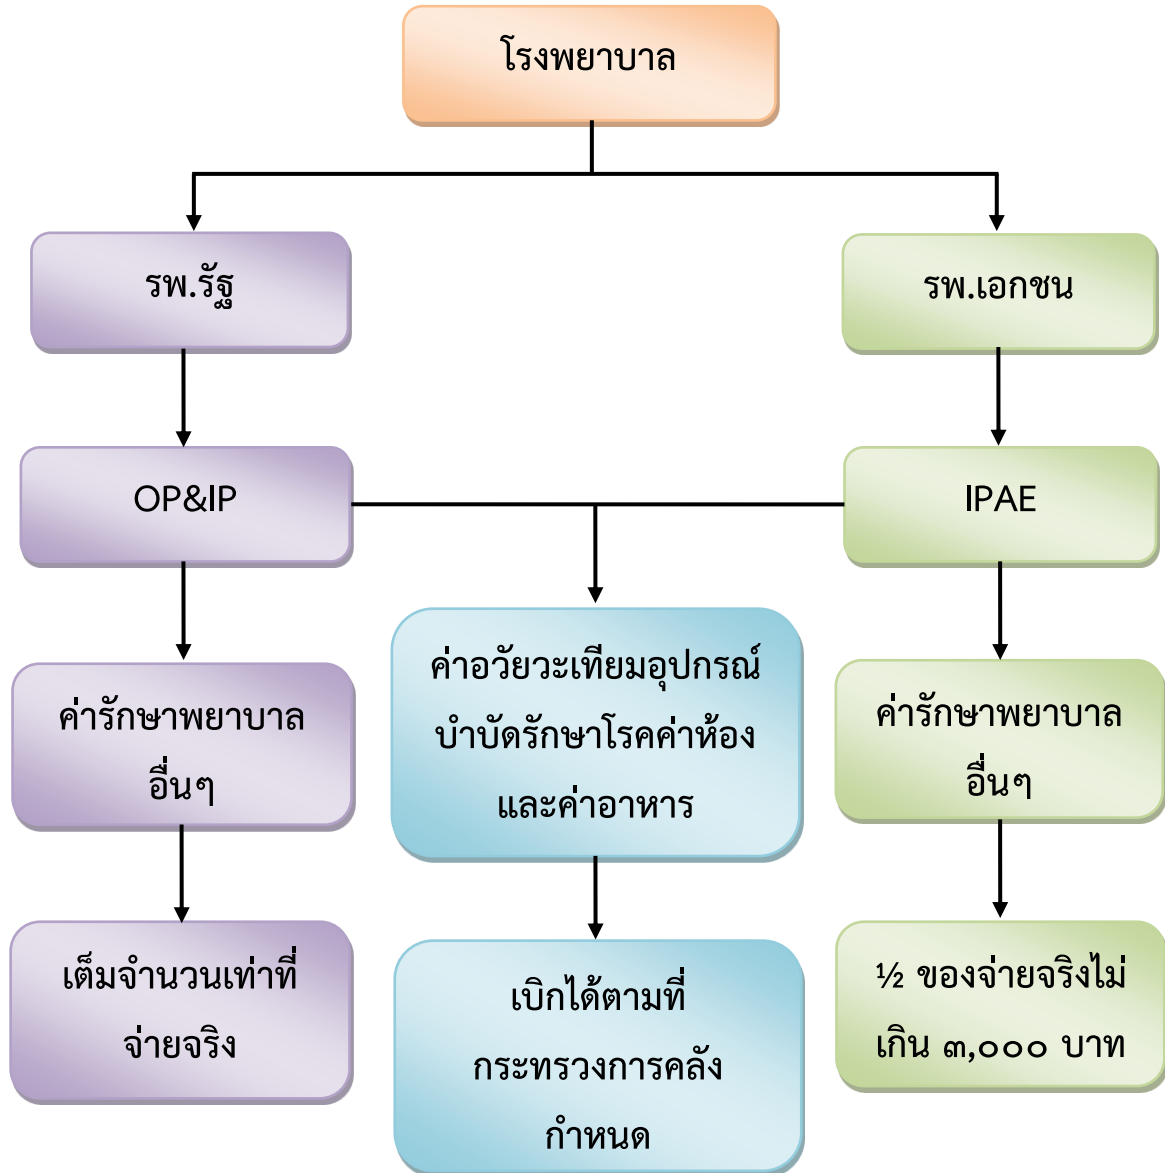 โรงพยาบาล
รพ.รัฐ
รพ.เอกชน
OP&IP
IPAE
ค่ารักษาพยาบาล
อื่นๆ
ค่าอวัยวะเทียมอุปกรณ์
บำบัดรักษาโรคค่าห้อง
และค่าอาหาร
ค่ารักษาพยาบาล
อื่นๆ
เต็มจำนวนเท่าที่
จ่ายจริง
เบิกได้ตามที่
กระทรวงการคลัง
กำหนด
½ ของจ่ายจริงไม่
เกิน ๓,๐๐๐ บาท